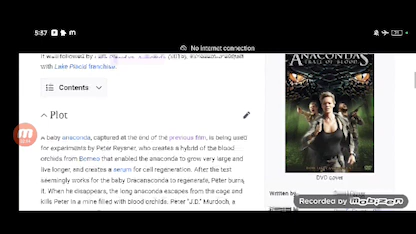 5:37
No internet connection
with Lake Placid franchise.
Contents
Plot
A baby anaconda, captured at the end of the previous film, is being used
for experiments by Peter Reysner, who creates a hybrid of the blood
orchids from Borneo that enabled the anaconda to grow very large and
live longer, and creates a serum for cell regeneration. After the test
seemingly works for the baby
to regenerate, Peter burns
it. When he disappears, the long anaconda escapes from the cage and
kills Peter in a mine filled with blood orchids. Peter "J.D." Murdoch, a
ANACONDAS
TRAIL OF BLOOD
DVD cover
Written by
Recorded by mobizen